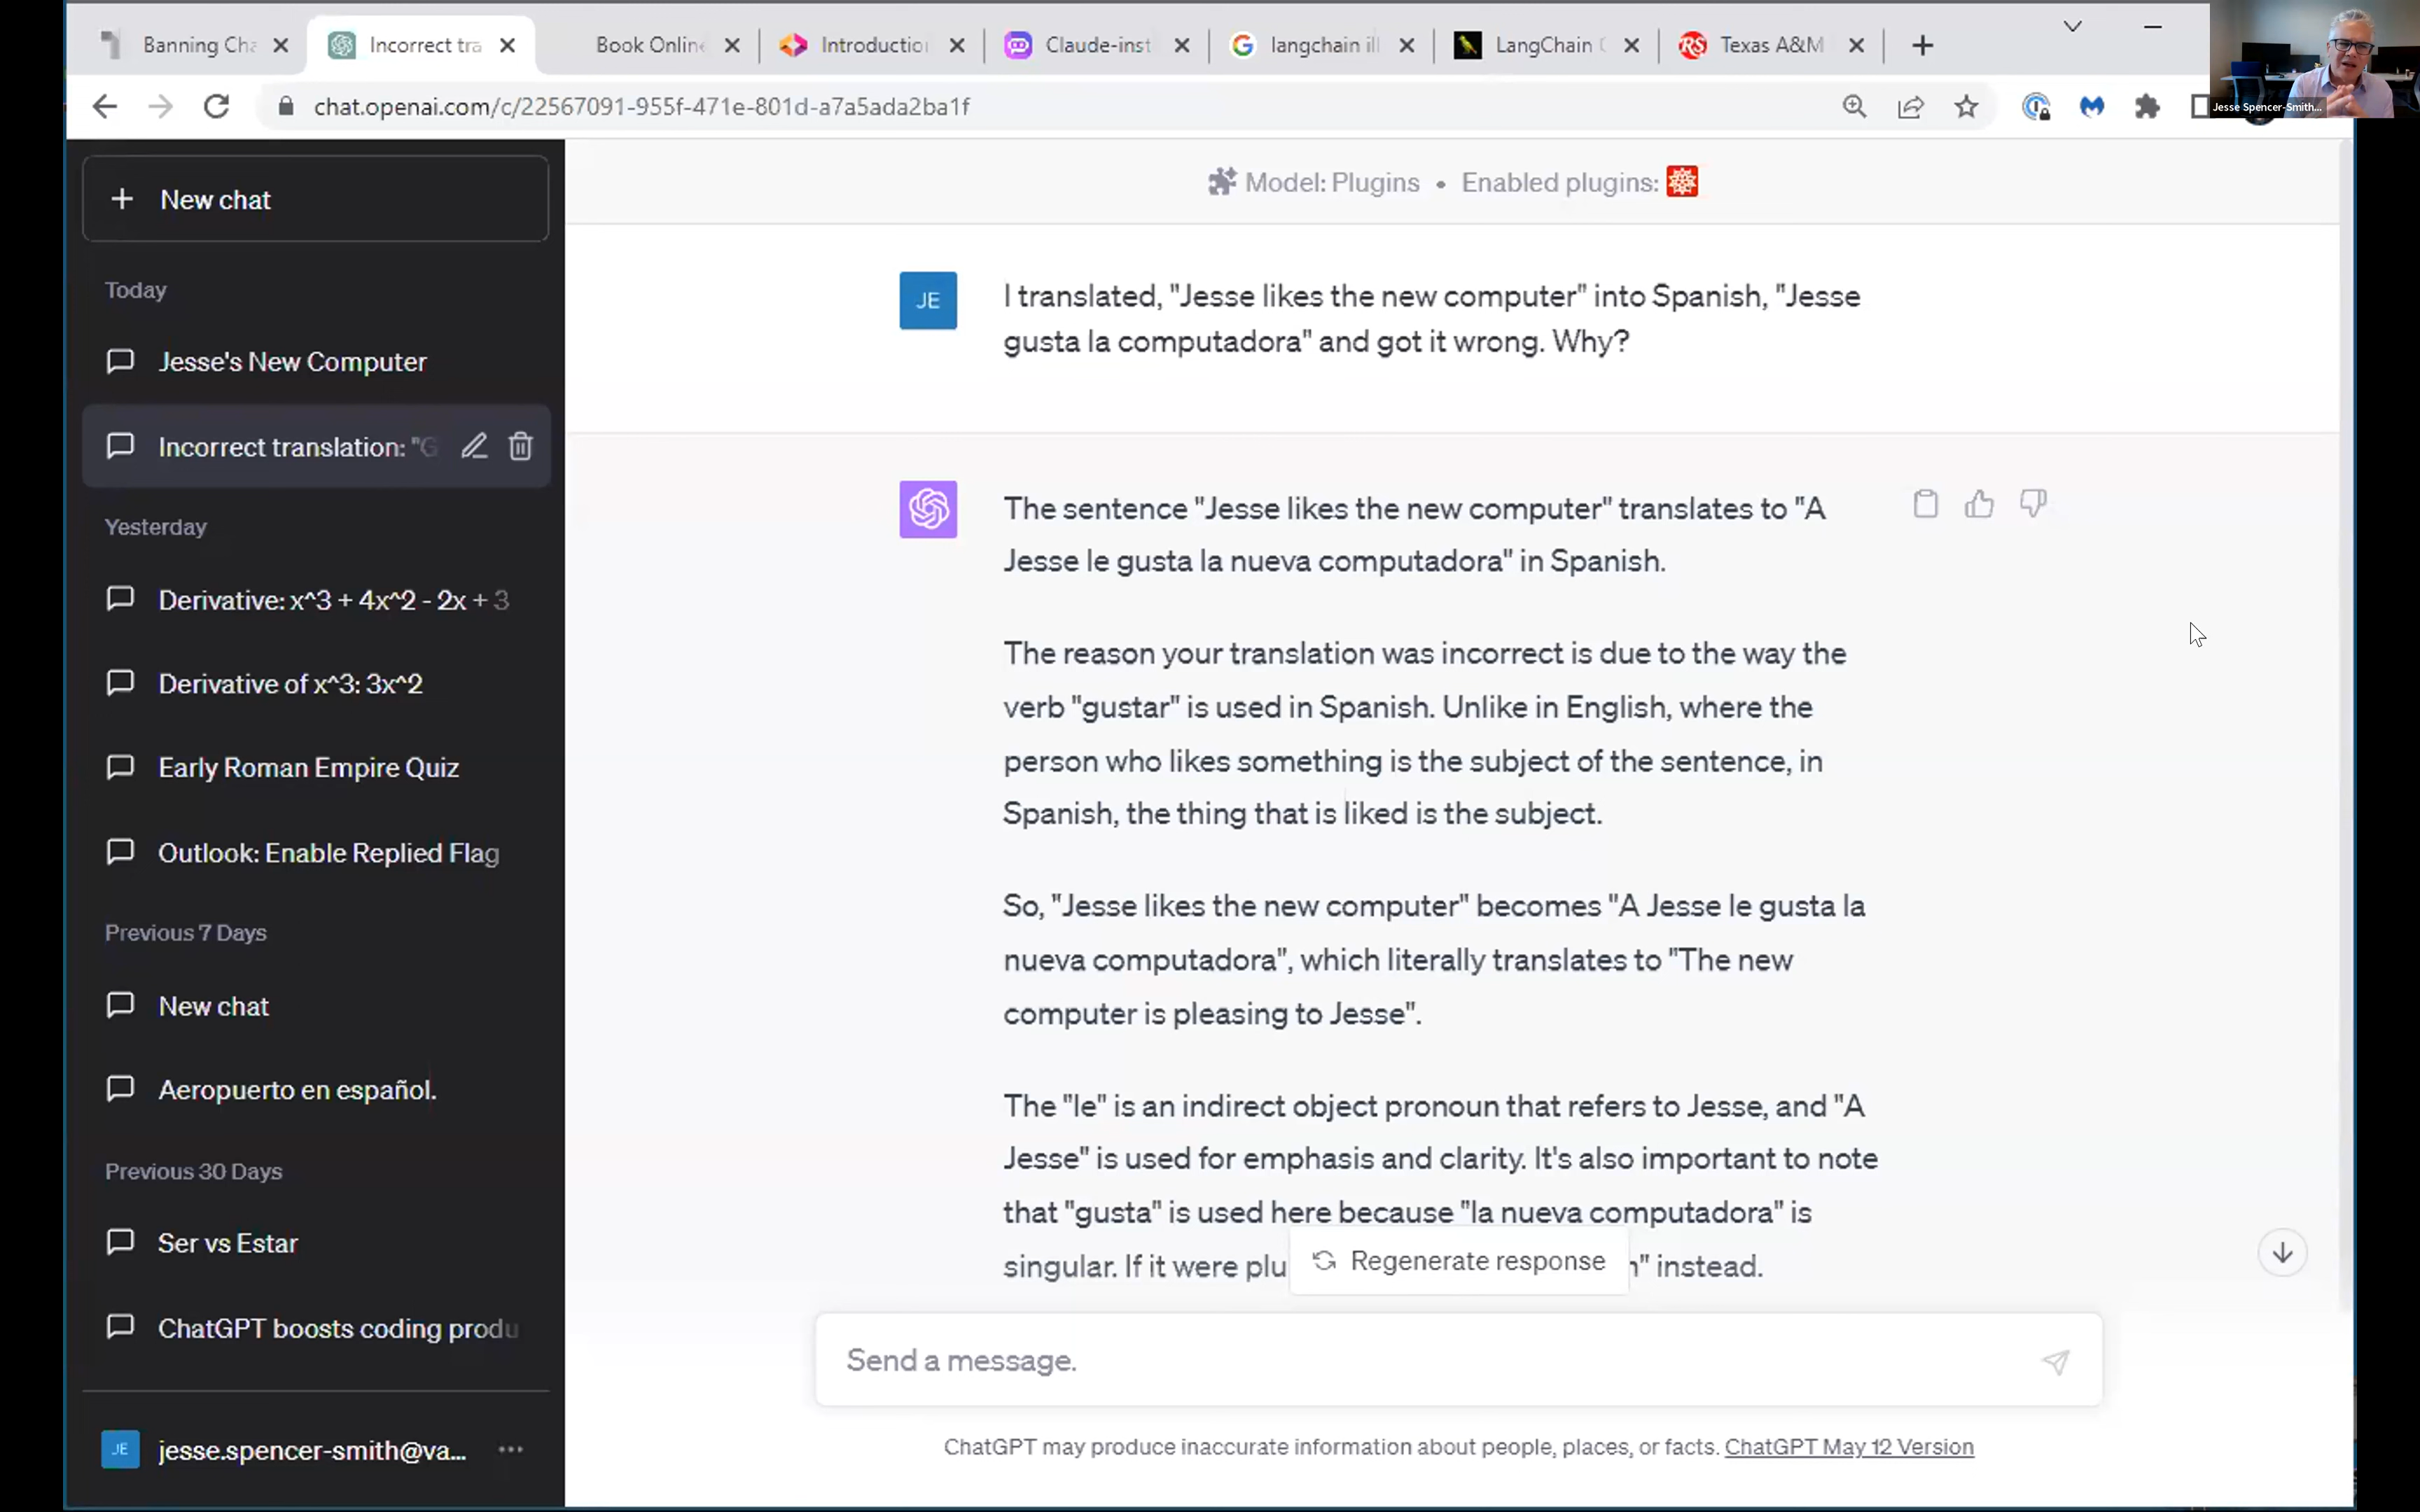 Banning Cha
Incorrect tra
Book Online
Introduction
Claude-inst
langchain ill
LangChain
Texas A&M
chat.openai.com/c/22567091-955f-471e-801d-a7a5ada2ba1f
Jesse Spencer-Smith...
New chat
Today
Jesse's New Computer
Incorrect translation: "G
Yesterday
Derivative: x^3 + 4x^2 - 2x + 3
Derivative of x^3: 3x^2
Early Roman Empire Quiz
Outlook: Enable Replied Flag
Previous 7 Days
New chat
Aeropuerto en español.
Previous 30 Days
Ser vs Estar
ChatGPT boosts coding produ
JE
jesse.spencer-smith@va...
Model: Plugins • Enabled plugins:
JE
I translated, "Jesse likes the new computer" into Spanish, "Jesse
gusta la computadora" and got it wrong. Why?
The sentence "Jesse likes the new computer" translates to "A
Jesse le gusta la nueva computadora" in Spanish.
The reason your translation was incorrect is due to the way the
verb "gustar" is used in Spanish. Unlike in English, where the
person who likes something is the subject of the sentence, in
Spanish, the thing that is liked is the subject.
So, "Jesse likes the new computer" becomes "A Jesse le gusta la
nueva computadora", which literally translates to "The new
computer is pleasing to Jesse".
The "le" is an indirect object pronoun that refers to Jesse, and "A
Jesse" is used for emphasis and clarity. It's also important to note
that "gusta" is used here because "la nueva computadora" is
singular. If it were plu
n" instead.
Regenerate response
Send a message.
ChatGPT may produce inaccurate information about people, places, or facts. ChatGPT May 12 Version